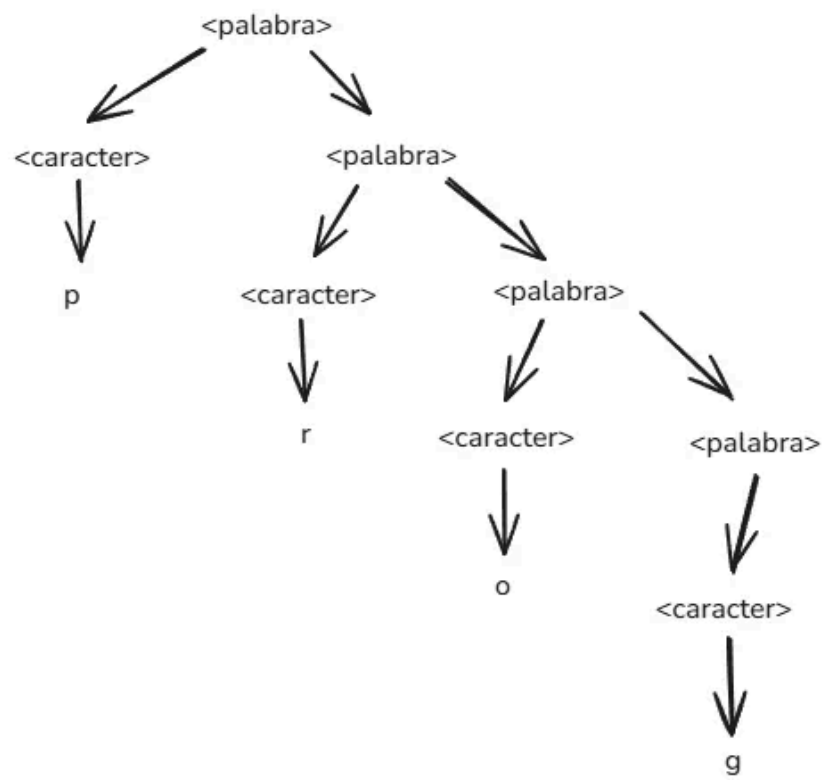 <palabra>
<caracter> <palabra>
p <caracter> <palabra>
r <caracter> <palabra>
o <caracter>
g